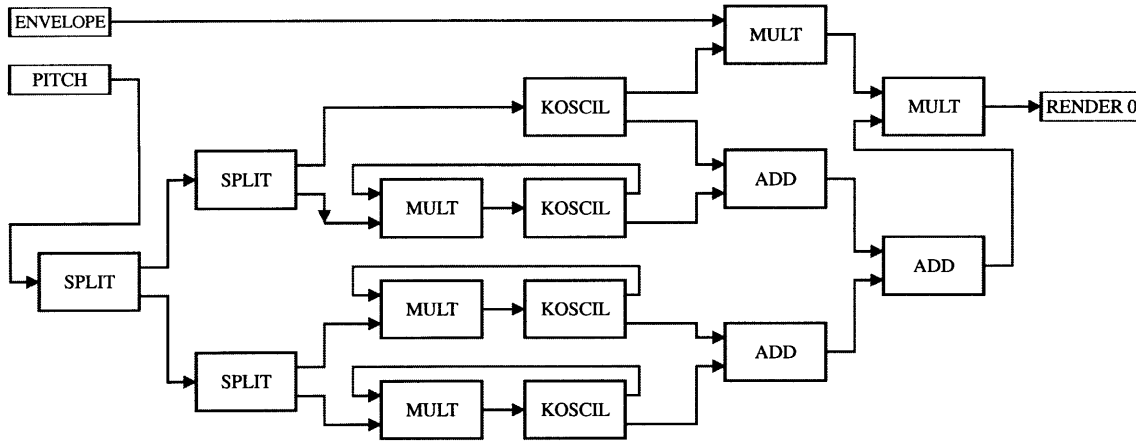 ENVELOPE
MULT
PITCH
KOSCIL
MULT
RENDER 0
SPLIT
MULT
KOSCIL
ADD
SPLIT
ADD
MULT
KOSCIL
ADD
SPLIT
MULT
KOSCIL